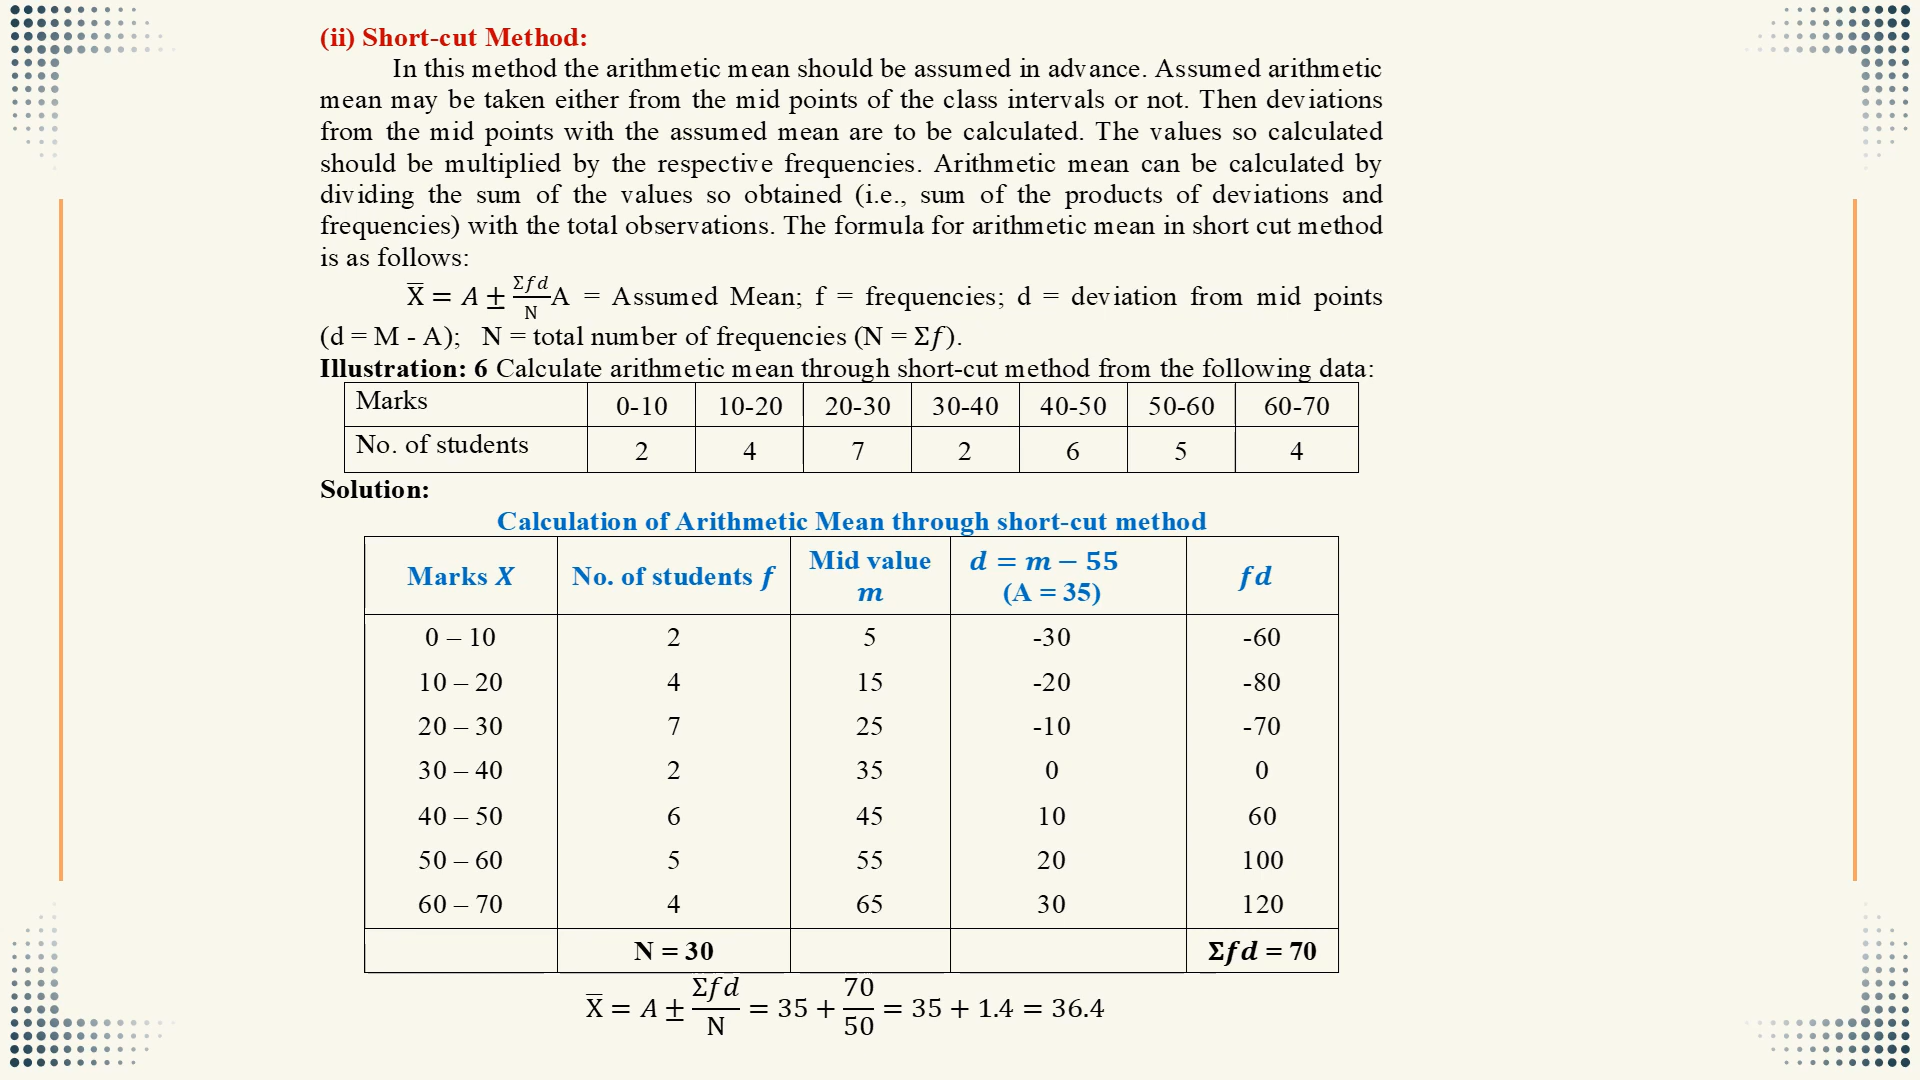 (ii) Short-cut Method:
In this method the arithmetic mean should be assumed in advance. Assumed arithmetic
mean may be taken either from the mid points of the class intervals or not. Then deviations
from the mid points with the assumed mean are to be calculated. The values so calculated
should be multiplied by the respective frequencies. Arithmetic mean can be calculated by
dividing the sum of the values so obtained (i.e., sum of the products of deviations and
frequencies) with the total observations. The formula for arithmetic mean in short cut method
is as follows:
X̅ = A ± Σfd/N A = Assumed Mean; f = frequencies; d = deviation from mid points
(d = M - A); N = total number of frequencies (N = Σf).
Illustration: 6 Calculate arithmetic mean through short-cut method from the following data:
Marks 0-10 10-20 20-30 30-40 40-50 50-60 60-70
No. of students 2 4 7 2 6 5 4
Solution:
Calculation of Arithmetic Mean through short-cut method
Marks X No. of students f Mid value m d = m − 55 (A = 35) fd
0 – 10 2 5 -30 -60
10 – 20 4 15 -20 -80
20 – 30 7 25 -10 -70
30 – 40 2 35 0 0
40 – 50 6 45 10 60
50 – 60 5 55 20 100
60 – 70 4 65 30 120
N = 30 Σfd = 70
X̅ = A ± Σfd/N = 35 + 70/50 = 35 + 1.4 = 36.4